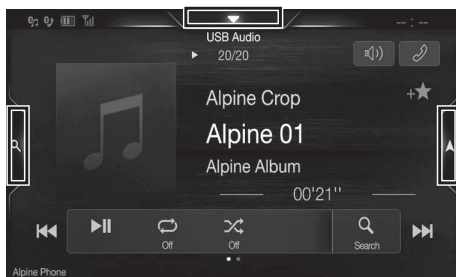 -- : --
USB Audio
20/20
Alpine Crop
Alpine 01
Alpine Album
00'21''
Off
Off
Search
Alpine Phone